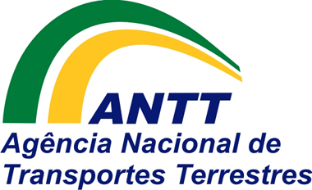 ANTT
Agência Nacional de
Transportes Terrestres